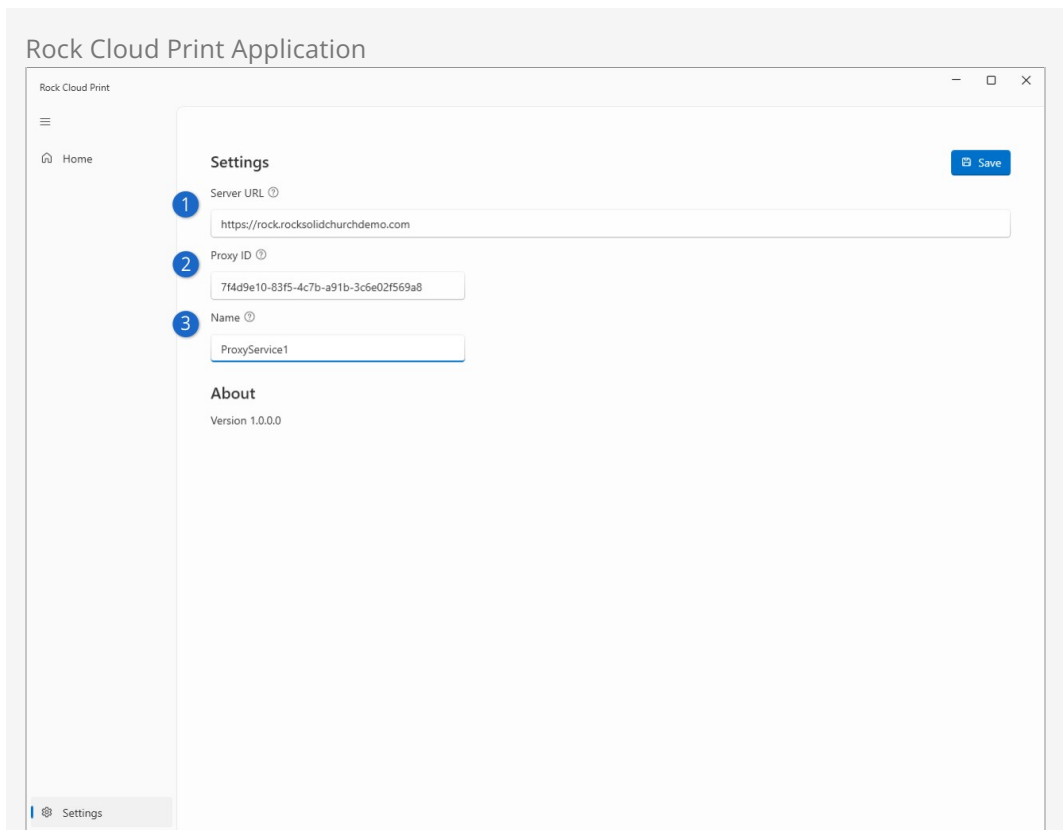 Rock Cloud Print Application
Rock Cloud Print
Home
Settings
Save
1
Server URL
https://rock.rocksolidchurchdemo.com
2
Proxy ID
7f4d9e10-83f5-4c7b-a91b-3c6e02f569a8
3
Name
ProxyService1
About
Version 1.0.0.0
Settings